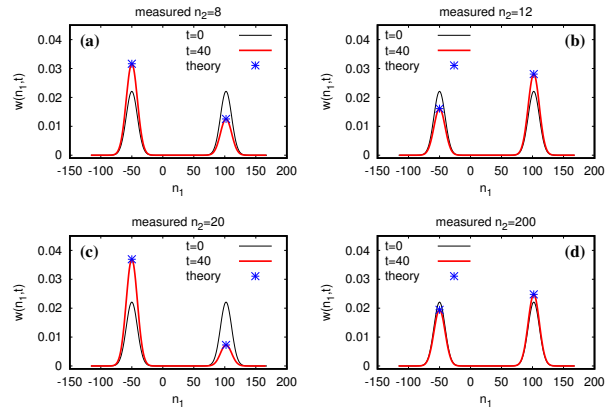 measured n2=8
(a)
t=0
t=40
theory
w(n1,t)
0.04
0.03
0.02
0.01
0
-150 -100 -50 0 50 100 150 200
n1
measured n2=12
(b)
t=0
t=40
theory
w(n1,t)
0.04
0.03
0.02
0.01
0
-150 -100 -50 0 50 100 150 200
n1
measured n2=20
(c)
t=0
t=40
theory
w(n1,t)
0.04
0.03
0.02
0.01
0
-150 -100 -50 0 50 100 150 200
n1
measured n2=200
(d)
t=0
t=40
theory
w(n1,t)
0.04
0.03
0.02
0.01
0
-150 -100 -50 0 50 100 150 200
n1